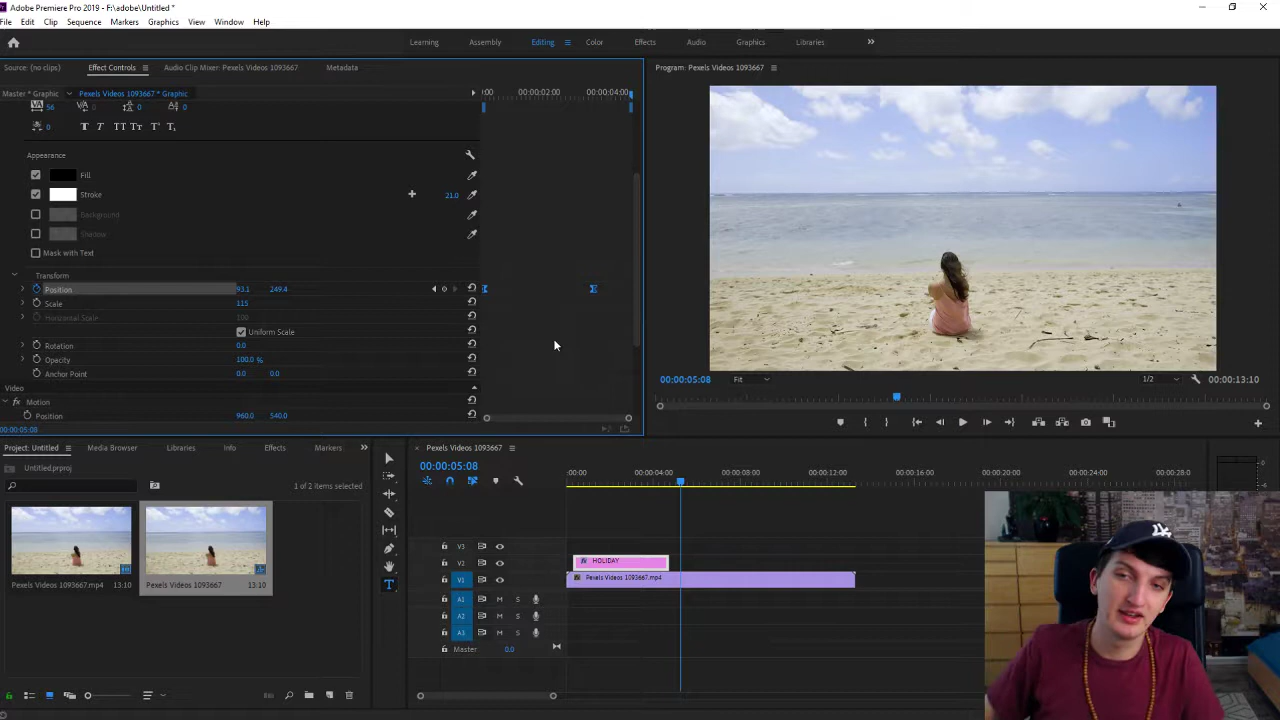 Adobe Premiere Pro 2019 - F:\adobe\Untitled *
File Edit Clip Sequence Markers Graphics View Window Help
Learning Assembly Editing Color Effects Audio Graphics Libraries
Source: (no clips) Effect Controls Audio Clip Mixer: Pexels Videos 1093667 Metadata
Program: Pexels Videos 1093667
Master * Graphic Pexels Videos 1093667 * Graphic
:00 00:00:02:00 00:00:04:00
56 0 0 0
0
Appearance
Fill
Stroke 21.0
Background
Shadow
Mask with Text
Transform
Position 93.1 249.4
Scale 115
Horizontal Scale 100
Uniform Scale
Rotation 0.0
Opacity 100.0 %
Anchor Point 0.0 0.0
Video
fx Motion
Position 960.0 540.0
00:00:05:08
00:00:05:08 Fit 1/2 00:00:13:10
Project: Untitled Media Browser Libraries Info Effects Markers
Untitled.prproj
1 of 2 items selected
Pexels Videos 1093667.mp4 13:10
Pexels Videos 1093667 13:10
Pexels Videos 1093667
00:00:05:08
:00:00 00:00:04:00 00:00:08:00 00:00:12:00 00:00:16:00 00:00:20:00 00:00:24:00 00:00:28:0
V3
V2 HOLIDAY
V1 Pexels Videos 1093667.mp4
A1 M S
A2 M S
A3 M S
Master 0.0
0